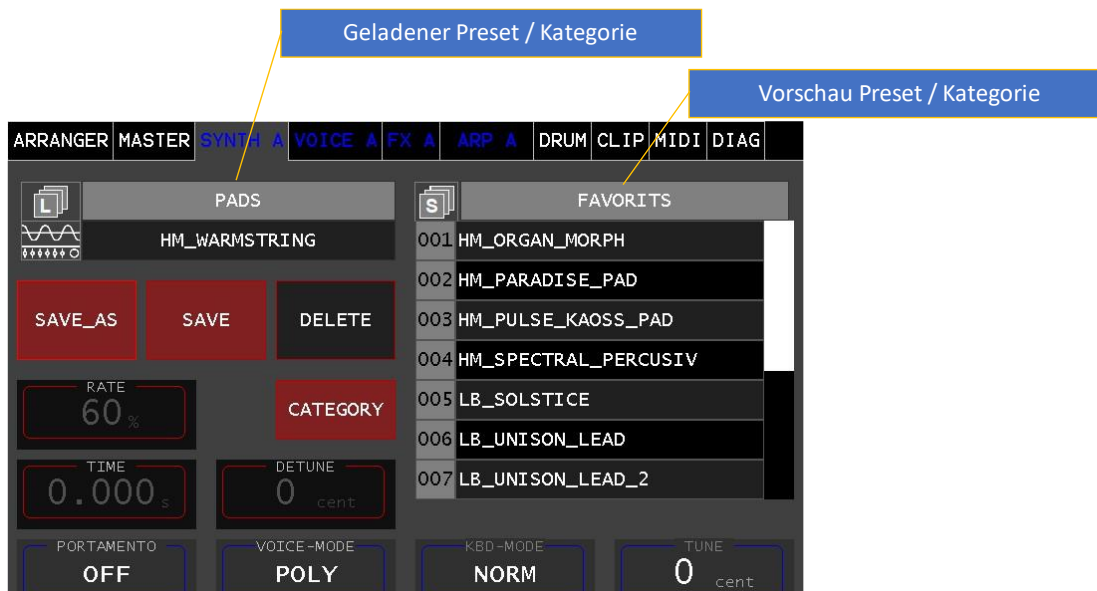 Geladener Preset / Kategorie
Vorschau Preset / Kategorie
ARRANGER MASTER SYNTH A VOICE A FX A ARP A DRUM CLIP MIDI DIAG
L PADS
HM_WARMSTRING
S FAVORITS
001 HM_ORGAN_MORPH
002 HM_PARADISE_PAD
003 HM_PULSE_KAOSS_PAD
004 HM_SPECTRAL_PERCUSIV
005 LB_SOLSTICE
006 LB_UNISON_LEAD
007 LB_UNISON_LEAD_2
SAVE_AS SAVE DELETE
RATE
60 %
CATEGORY
TIME
0.000 s
DETUNE
0 cent
PORTAMENTO
OFF
VOICE-MODE
POLY
KBD-MODE
NORM
TUNE
0 cent